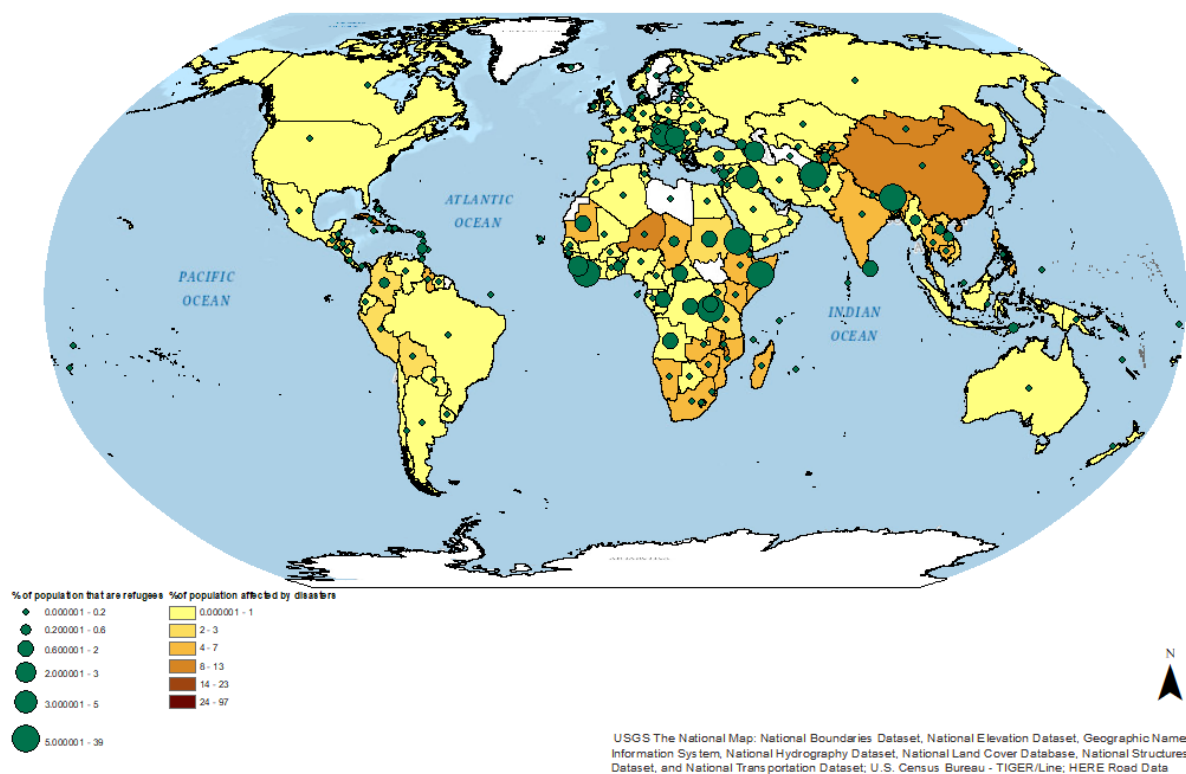 ATLANTIC
OCEAN
PACIFIC
OCEAN
INDIAN
OCEAN
% of population that are refugees
0.000001 - 0.2
0.200001 - 0.6
0.600001 - 2
2.000001 - 3
3.000001 - 5
5.000001 - 39
% of population affected by disasters
0.000001 - 1
2 - 3
4 - 7
8 - 13
14 - 23
24 - 97
N
USGS The National Map: National Boundaries Dataset, National Elevation Dataset, Geographic Name
Information System, National Hydrography Dataset, National Land Cover Database, National Structures
Dataset, and National Transportation Dataset; U.S. Census Bureau - TIGER/Line; HERE Road Data